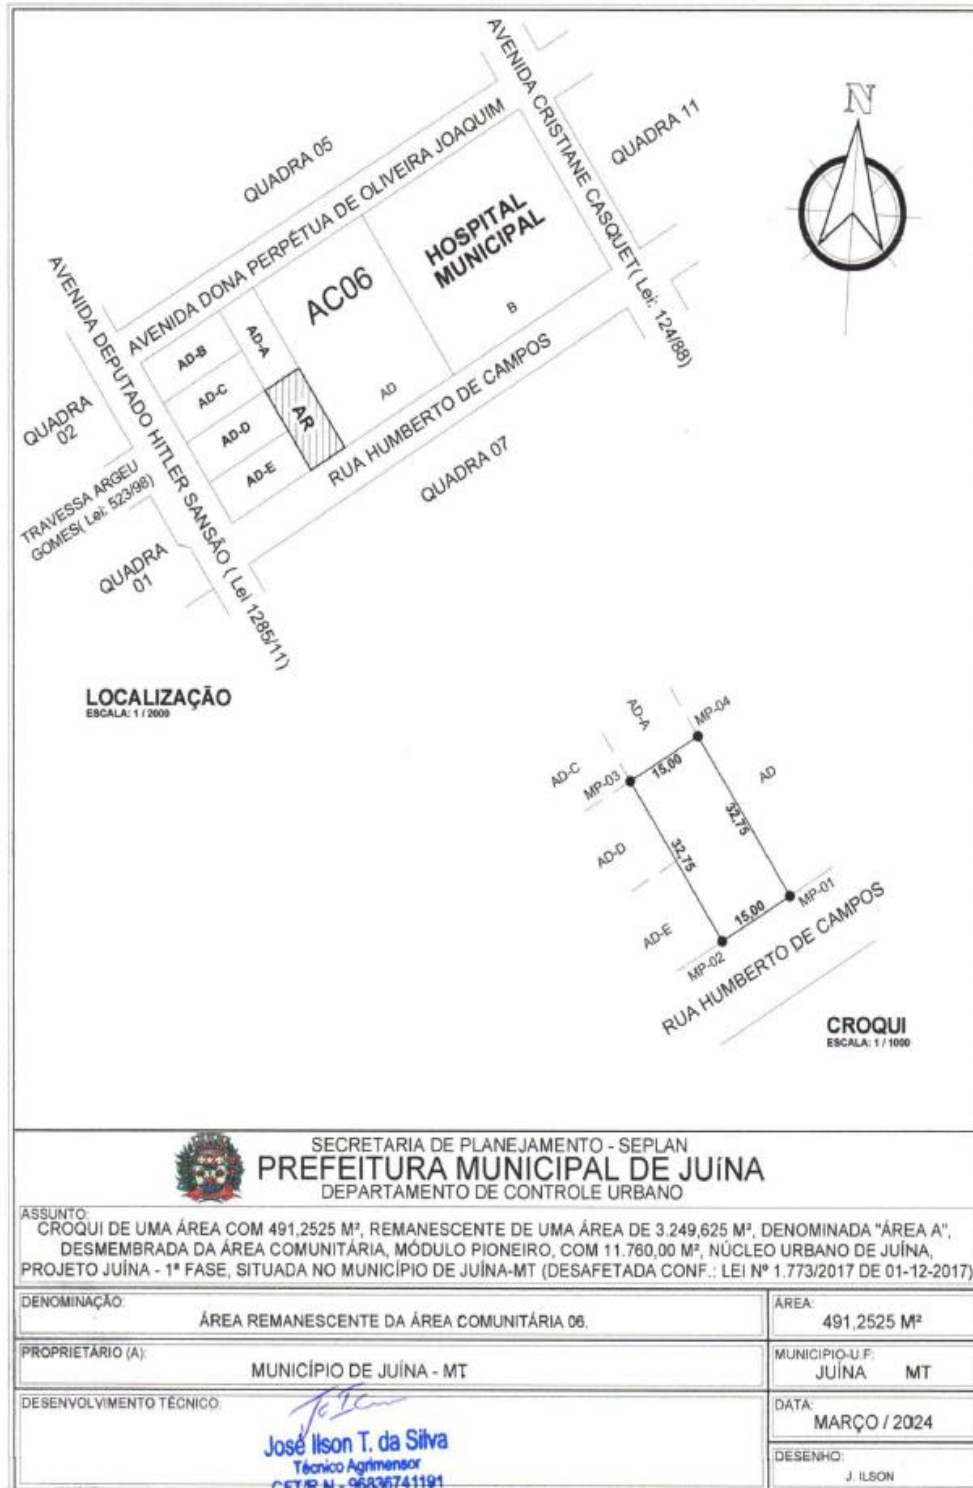 AVENIDA CRISTIANE CASQUET( Lei: 124/88)
N
QUADRA 05
QUADRA 11
AVENIDA DONA PERPÉTUA DE OLIVEIRA JOAQUIM
HOSPITAL
MUNICIPAL
AVENIDA DEPUTADO HITLER SANSÃO ( Lei 1285/11)
AC06
AD-A
AD-B
B
AD-C
AD
AR
QUADRA
02
AD-D
RUA HUMBERTO DE CAMPOS
AD-E
QUADRA 07
TRAVESSA ARGEU
GOMES( Lei: 523/98)
QUADRA
01
LOCALIZAÇÃO
ESCALA: 1 / 2000
AD-A
MP-04
AD-C
MP-03
15,00
AD
32,75
32,75
AD-D
MP-01
15,00
AD-E
MP-02
RUA HUMBERTO DE CAMPOS
CROQUI
ESCALA: 1 / 1000
SECRETARIA DE PLANEJAMENTO - SEPLAN
PREFEITURA MUNICIPAL DE JUíNA
DEPARTAMENTO DE CONTROLE URBANO
ASSUNTO:
CROQUI DE UMA ÁREA COM 491,2525 M², REMANESCENTE DE UMA ÁREA DE 3.249,625 M², DENOMINADA "ÁREA A",
DESMEMBRADA DA ÁREA COMUNITÁRIA, MÓDULO PIONEIRO, COM 11.760,00 M², NÚCLEO URBANO DE JUÍNA,
PROJETO JUÍNA - 1ª FASE, SITUADA NO MUNICÍPIO DE JUÍNA-MT (DESAFETADA CONF.: LEI Nº 1.773/2017 DE 01-12-2017)
DENOMINAÇÃO:
ÁREA REMANESCENTE DA ÁREA COMUNITÁRIA 06.
ÁREA:
491,2525 M²
PROPRIETÁRIO (A):
MUNICÍPIO DE JUÍNA - MT
MUNICIPIO-U.F:
JUÍNA MT
DESENVOLVIMENTO TÉCNICO:
José Ilson T. da Silva
Técnico Agrimensor
CFT/R.N - 96836741191
DATA:
MARÇO / 2024
DESENHO:
J. ILSON